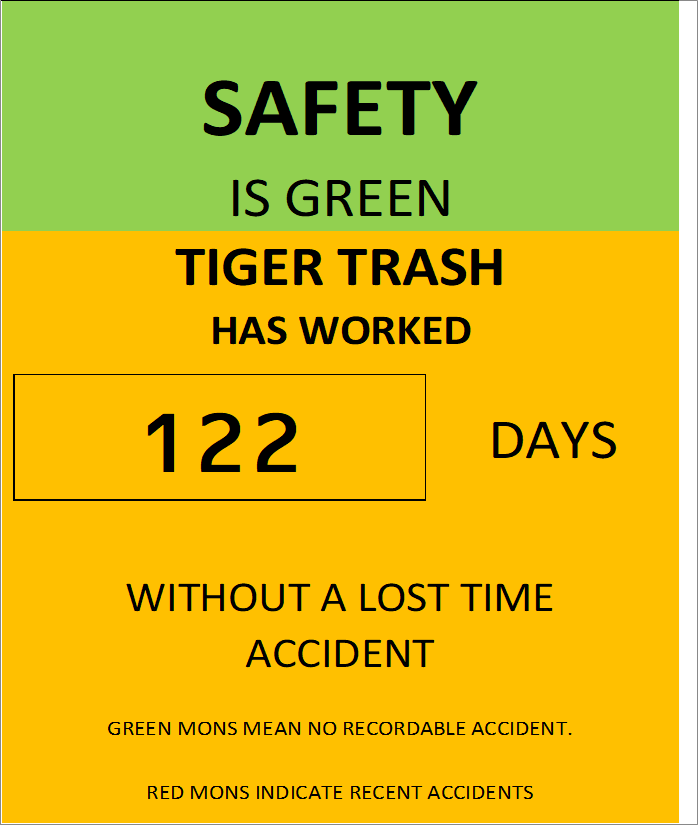 SAFETY
IS GREEN
TIGER TRASH
HAS WORKED
122 DAYS
WITHOUT A LOST TIME
ACCIDENT
GREEN MONS MEAN NO RECORDABLE ACCIDENT.
RED MONS INDICATE RECENT ACCIDENTS